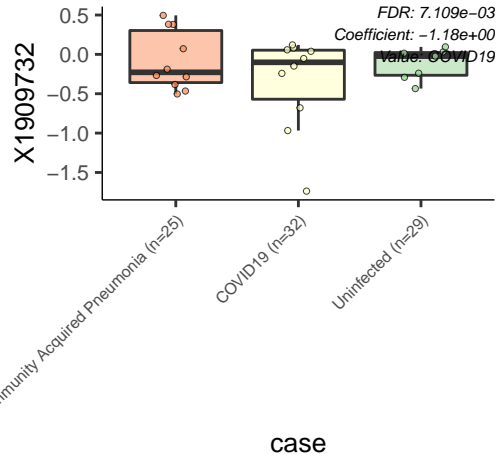 FDR: 7.109e−03
Coefficient: −1.18e+00
Value: COVID19
X1909732
0.5
0.0
−0.5
−1.0
−1.5
Acquired Pneumonia (n=25)
COVID19 (n=32)
Uninfected (n=29)
case